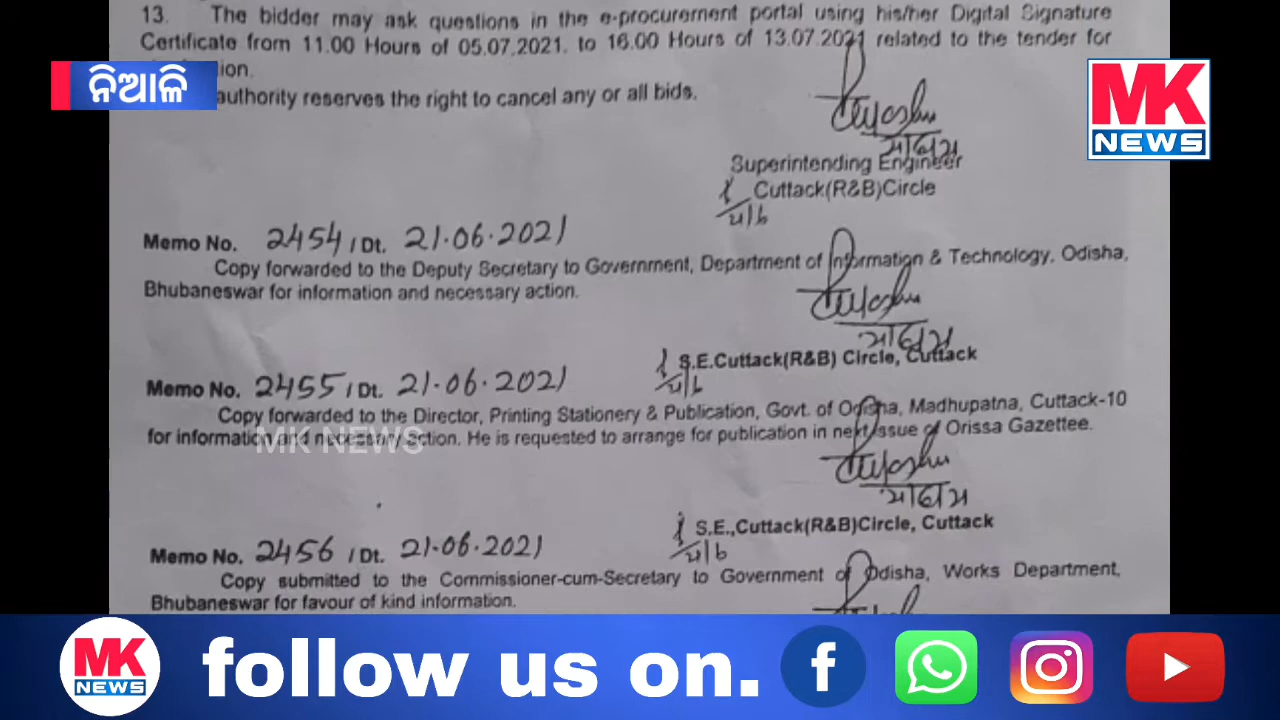 13. The bidder may ask questions in the e-procurement portal using his/her Digital Signature
Certificate from 11.00 Hours of 05.07.2021 to 16.00 Hours of 13.07.2021 related to the tender for
ion.
authority reserves the right to cancel any or all bids.
ନିଆଳି
MK
NEWS
Superintending Engineer
Cuttack(R&B)Circle
Memo No. 2454 / Dt. 21.06.2021
Copy forwarded to the Deputy Secretary to Government, Department of Information & Technology, Odisha,
Bhubaneswar for information and necessary action.
S.E.Cuttack(R&B) Circle, Cuttack
Memo No. 2455 / Dt. 21.06.2021
Copy forwarded to the Director, Printing Stationery & Publication, Govt. of Odisha, Madhupatna, Cuttack-10
for information and necessary action. He is requested to arrange for publication in next issue of Orissa Gazettee.
MK NEWS
S.E.,Cuttack(R&B)Circle, Cuttack
Memo No. 2456 / Dt. 21.06.2021
Copy submitted to the Commissioner-cum-Secretary to Government of Odisha, Works Department,
Bhubaneswar for favour of kind information.
MK
NEWS
follow us on.